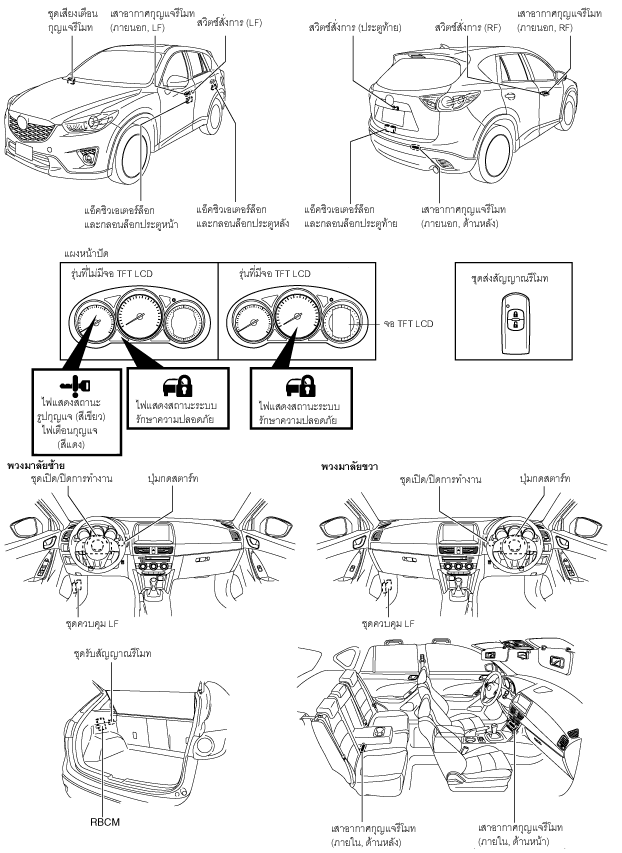 ชุดเสียงเตือน
กุญแจรีโมท
เสาอากาศกุญแจรีโมท
(ภายนอก, LF)
สวิตช์สั่งการ (LF)
สวิตช์สั่งการ (ประตูท้าย)
สวิตช์สั่งการ (RF)
เสาอากาศกุญแจรีโมท
(ภายนอก, RF)
แอ็คชิวเอเตอร์ล็อก
และกลอนล็อกประตูหน้า
แอ็คชิวเอเตอร์ล็อก
และกลอนล็อกประตูหลัง
แอ็คชิวเอเตอร์ล็อก
และกลอนล็อกประตูท้าย
เสาอากาศกุญแจรีโมท
(ภายนอก, ด้านหลัง)
แผงหน้าปัด
รุ่นที่ไม่มีจอ TFT LCD
รุ่นที่มีจอ TFT LCD
จอ TFT LCD
ชุดส่งสัญญาณรีโมท
ไฟแสดงสถานะ
รูปกุญแจ (สีเขียว)
ไฟเตือนกุญแจ
(สีแดง)
ไฟแสดงสถานะระบบ
รักษาความปลอดภัย
ไฟแสดงสถานะระบบ
รักษาความปลอดภัย
พวงมาลัยซ้าย
ชุดเปิด/ปิดการทำงาน
ปุ่มกดสตาร์ท
พวงมาลัยขวา
ชุดเปิด/ปิดการทำงาน
ปุ่มกดสตาร์ท
ชุดควบคุม LF
ชุดควบคุม LF
ชุดรับสัญญาณรีโมท
RBCM
เสาอากาศกุญแจรีโมท
(ภายใน, ด้านหลัง)
เสาอากาศกุญแจรีโมท
(ภายใน, ด้านหน้า)